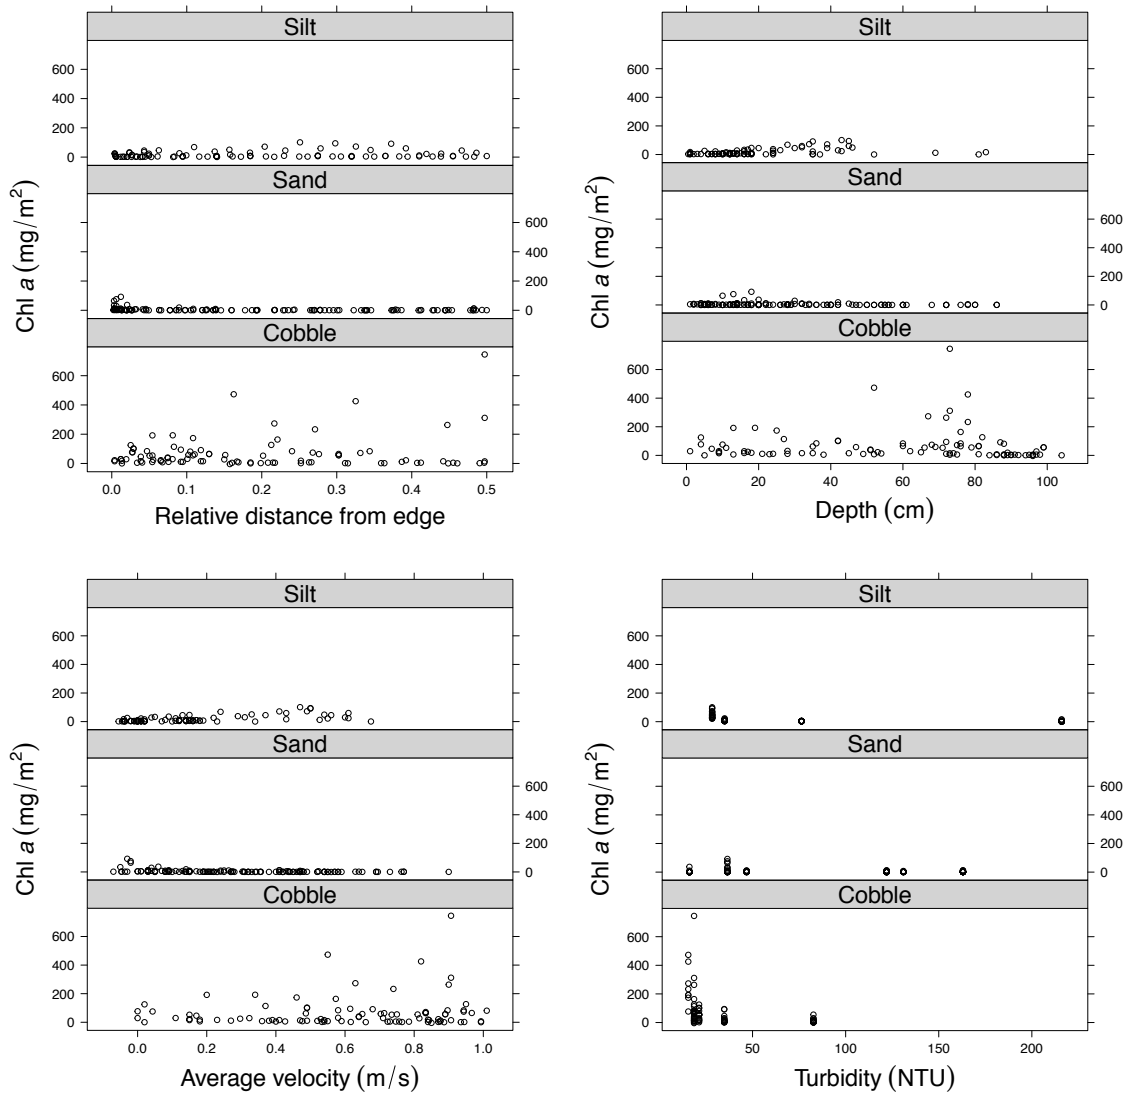 Silt
600
400
200
0
Sand
600
400
200
0
Cobble
600
400
200
0
0.0 0.1 0.2 0.3 0.4 0.5
Relative distance from edge
Chl a (mg/m²)
Silt
600
400
200
0
Sand
600
400
200
0
Cobble
600
400
200
0
0 20 40 60 80 100
Depth (cm)
Chl a (mg/m²)
Silt
600
400
200
0
Sand
600
400
200
0
Cobble
600
400
200
0
0.0 0.2 0.4 0.6 0.8 1.0
Average velocity (m/s)
Chl a (mg/m²)
Silt
600
400
200
0
Sand
600
400
200
0
Cobble
600
400
200
0
50 100 150 200
Turbidity (NTU)
Chl a (mg/m²)